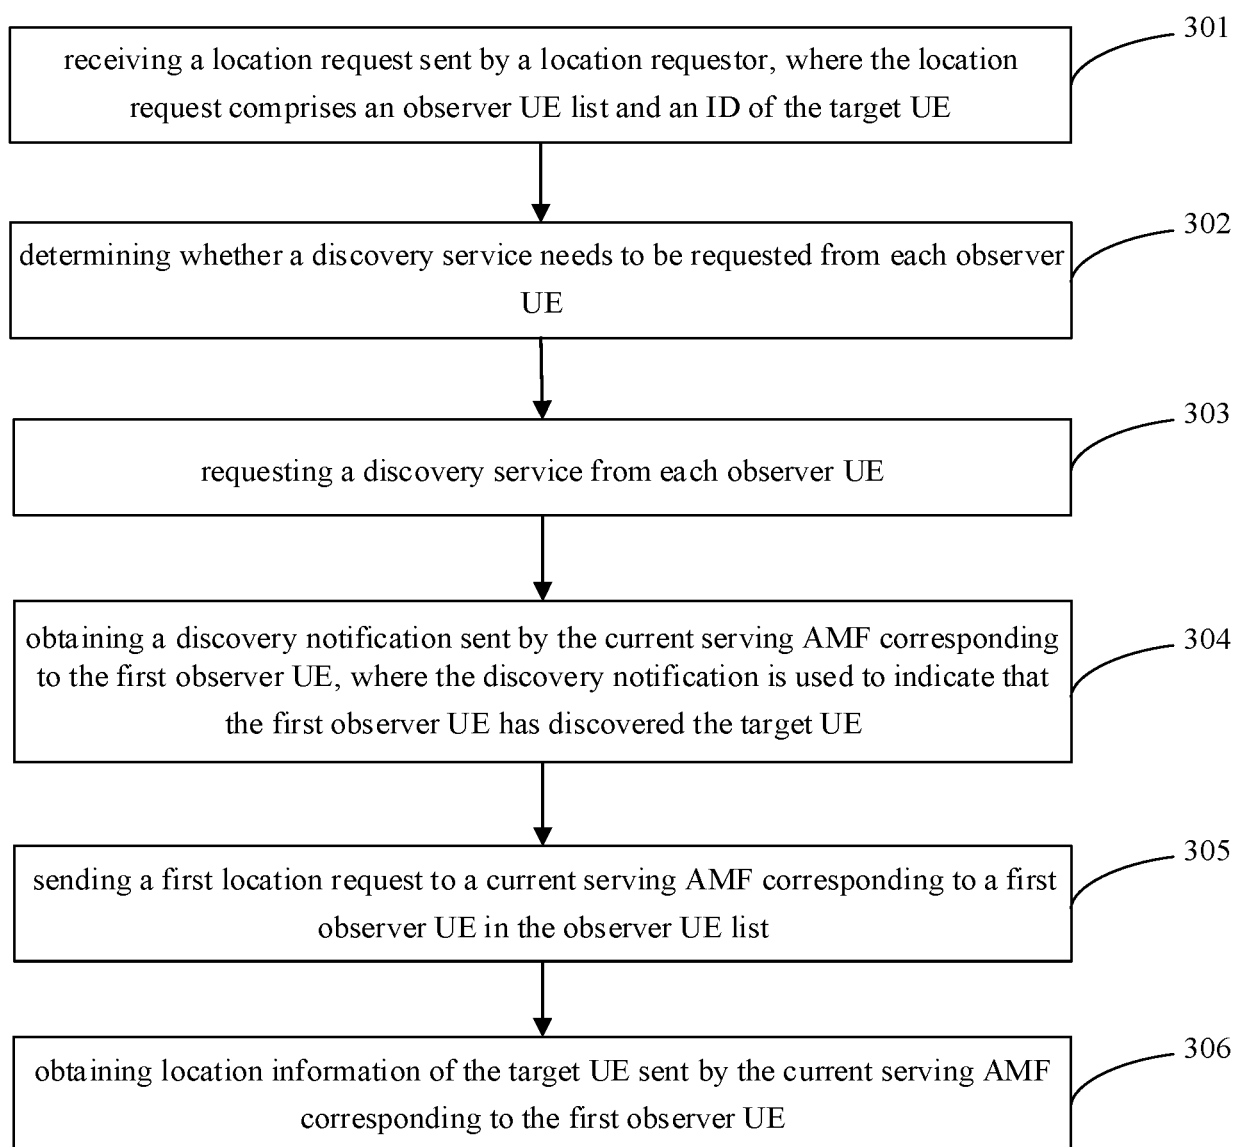 301
receiving a location request sent by a location requestor, where the location
request comprises an observer UE list and an ID of the target UE
302
determining whether a discovery service needs to be requested from each observer
UE
303
requesting a discovery service from each observer UE
304
obtaining a discovery notification sent by the current serving AMF corresponding
to the first observer UE, where the discovery notification is used to indicate that
the first observer UE has discovered the target UE
305
sending a first location request to a current serving AMF corresponding to a first
observer UE in the observer UE list
306
obtaining location information of the target UE sent by the current serving AMF
corresponding to the first observer UE